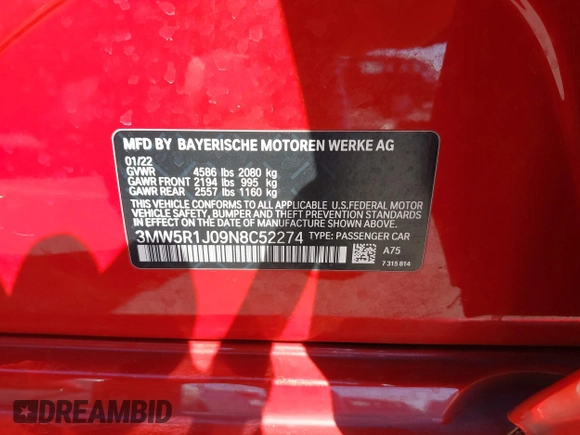 MFD BY BAYERISCHE MOTOREN WERKE AG
01/22
GVWR 4586 lbs 2080 kg
GAWR FRONT 2194 lbs 995 kg
GAWR REAR 2557 lbs 1160 kg
THIS VEHICLE CONFORMS TO ALL APPLICABLE U.S.FEDERAL MOTOR
VEHICLE SAFETY, BUMPER AND THEFT PREVENTION STANDARDS
IN EFFECT ON THE DATE OF MANUFACTURE SHOWN ABOVE.
3MW5R1J09N8C52274 TYPE: PASSENGER CAR
A75
7 315 814
DREAMBID